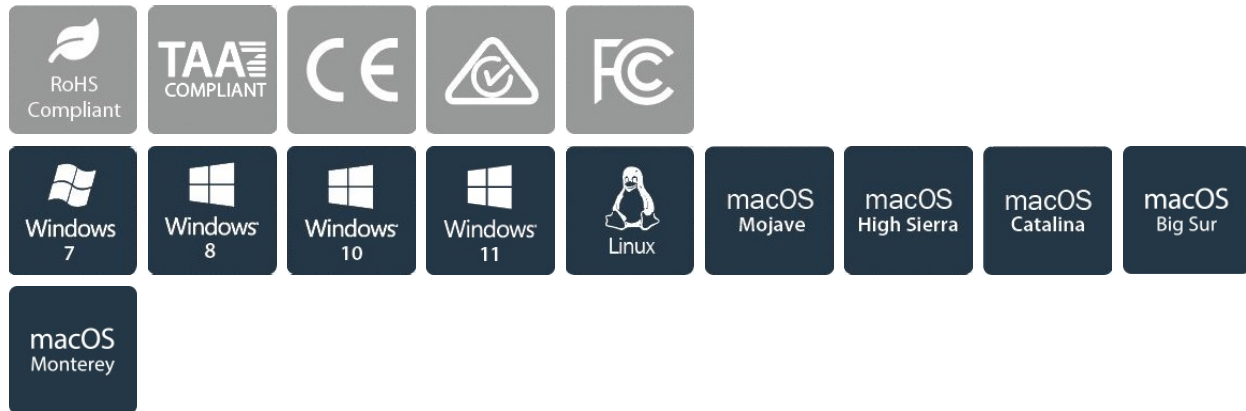 RoHS
Compliant
TAA
COMPLIANT
CE
FC
Windows
7
Windows
8
Windows
10
Windows
11
Linux
macOS
Mojave
macOS
High Sierra
macOS
Catalina
macOS
Big Sur
macOS
Monterey